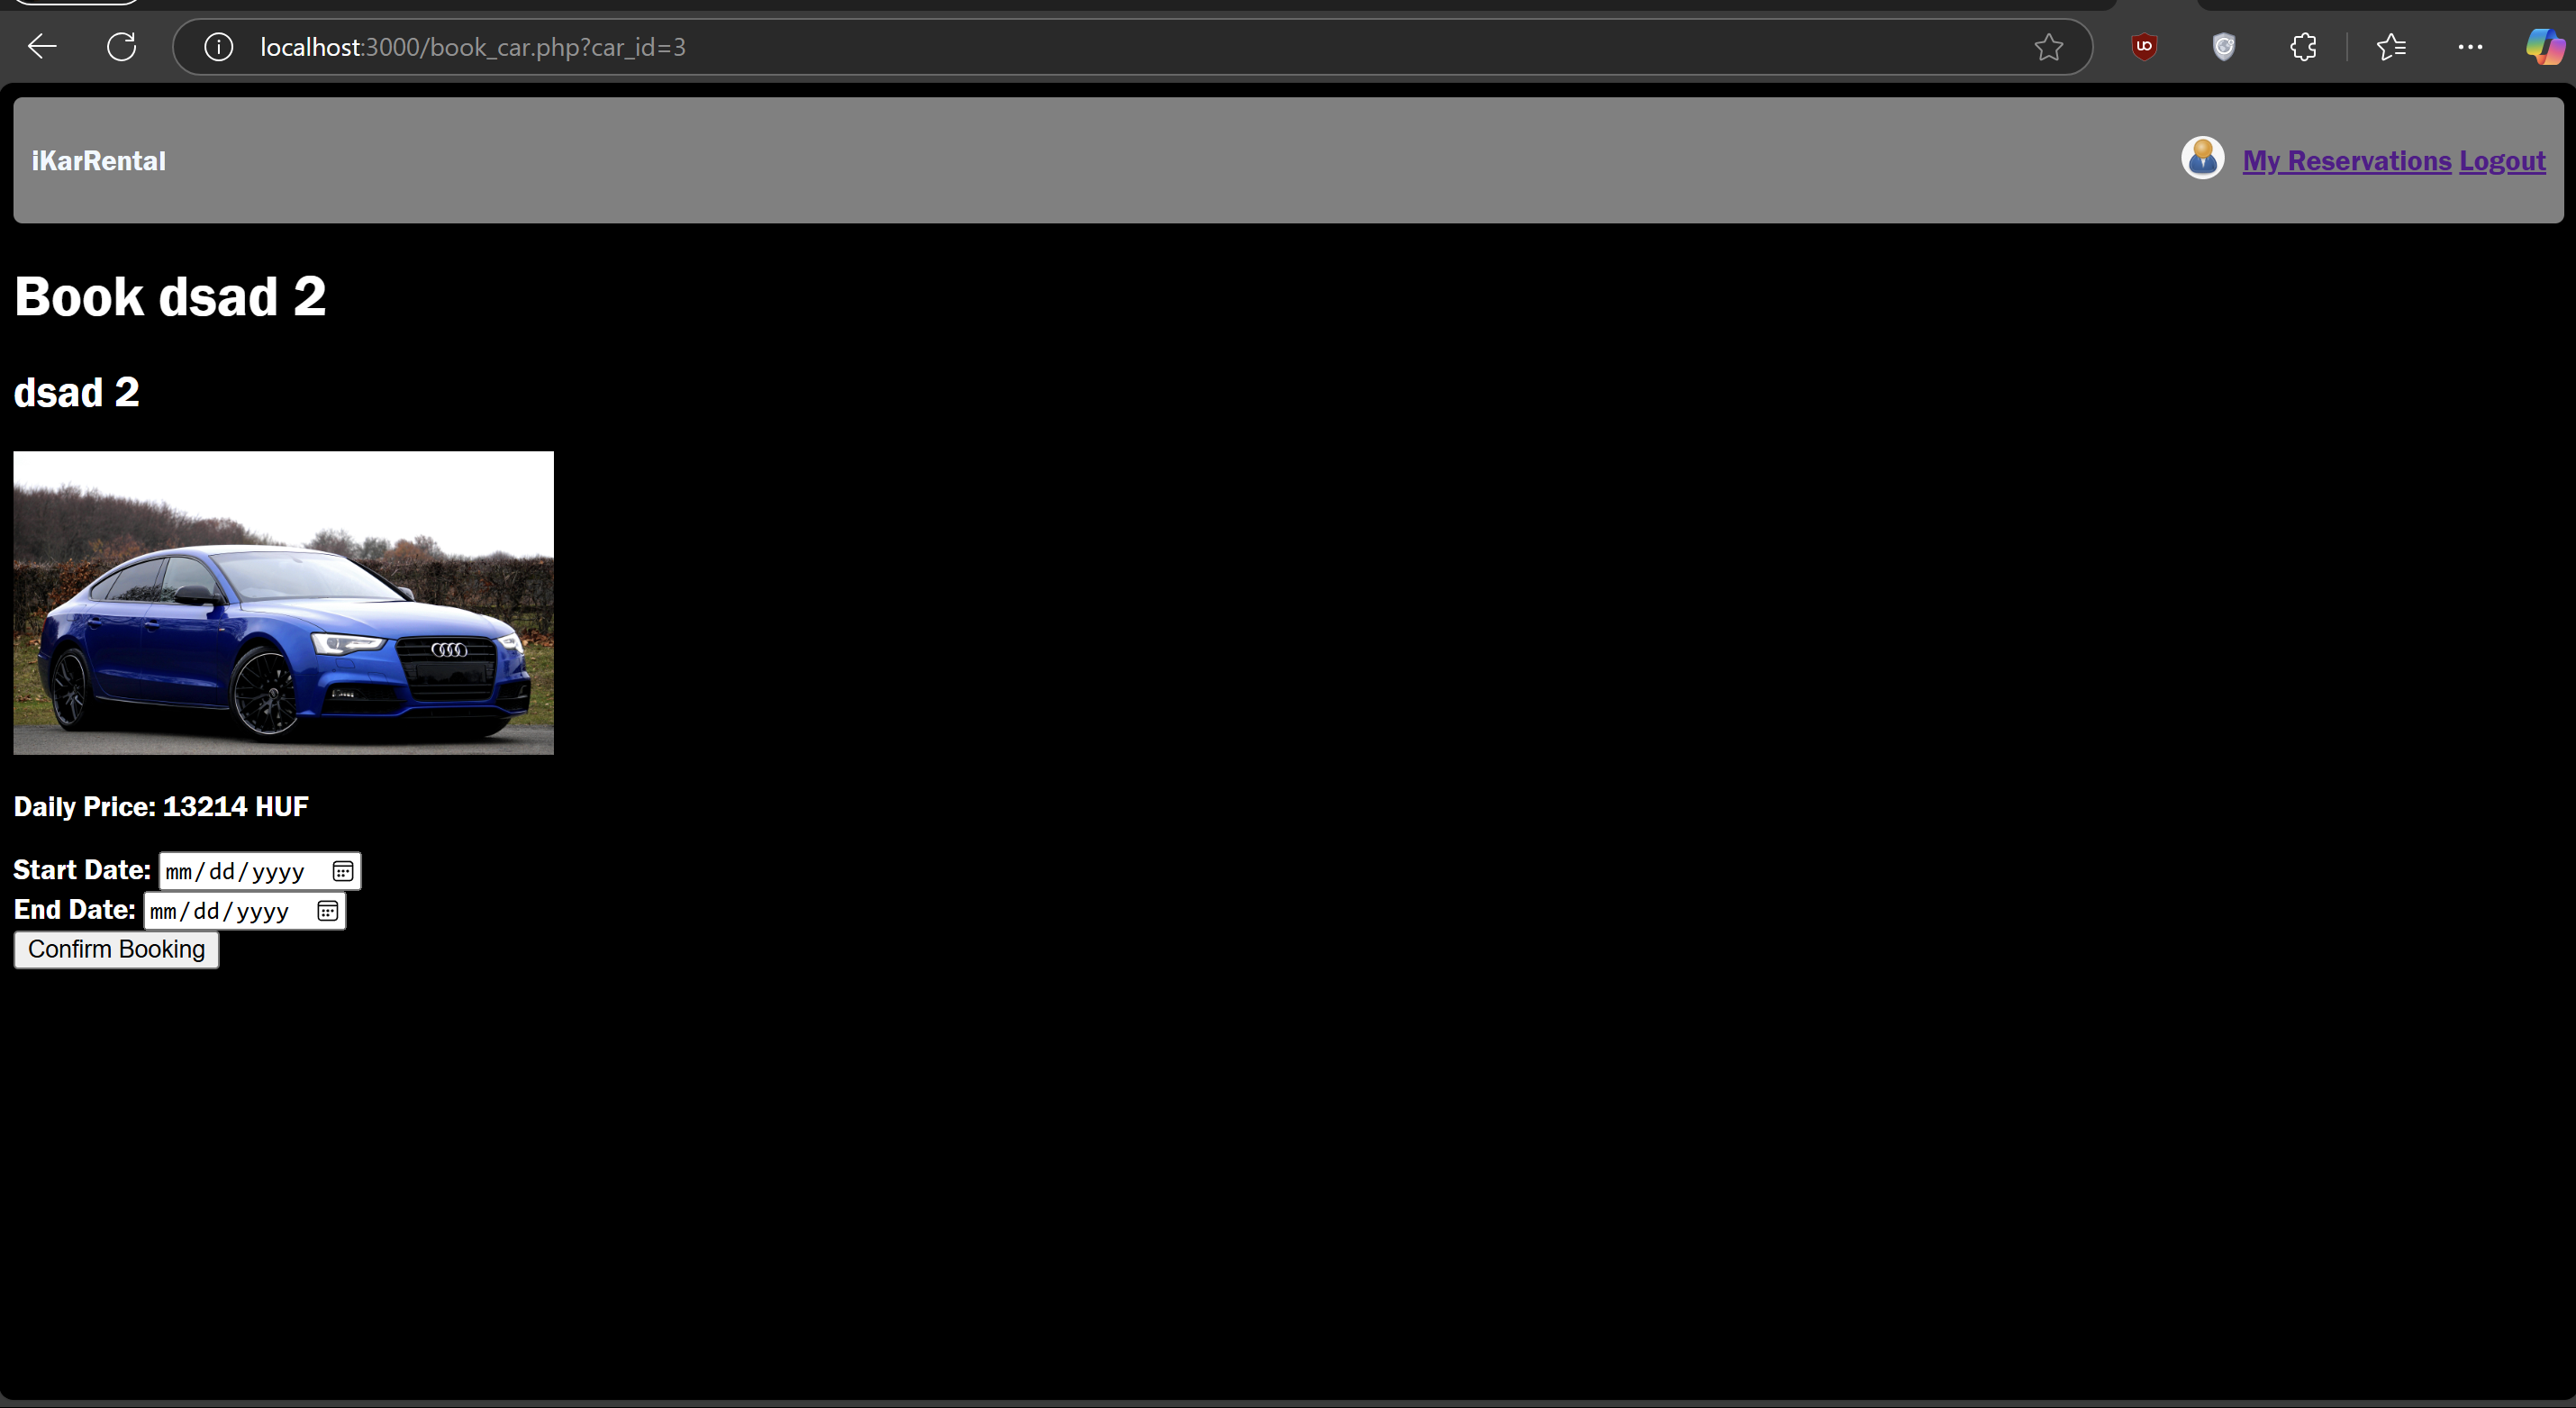 localhost:3000/book_car.php?car_id=3
iKarRental
My Reservations Logout
Book dsad 2
dsad 2
Daily Price: 13214 HUF
Start Date: mm/dd/yyyy
End Date: mm/dd/yyyy
Confirm Booking